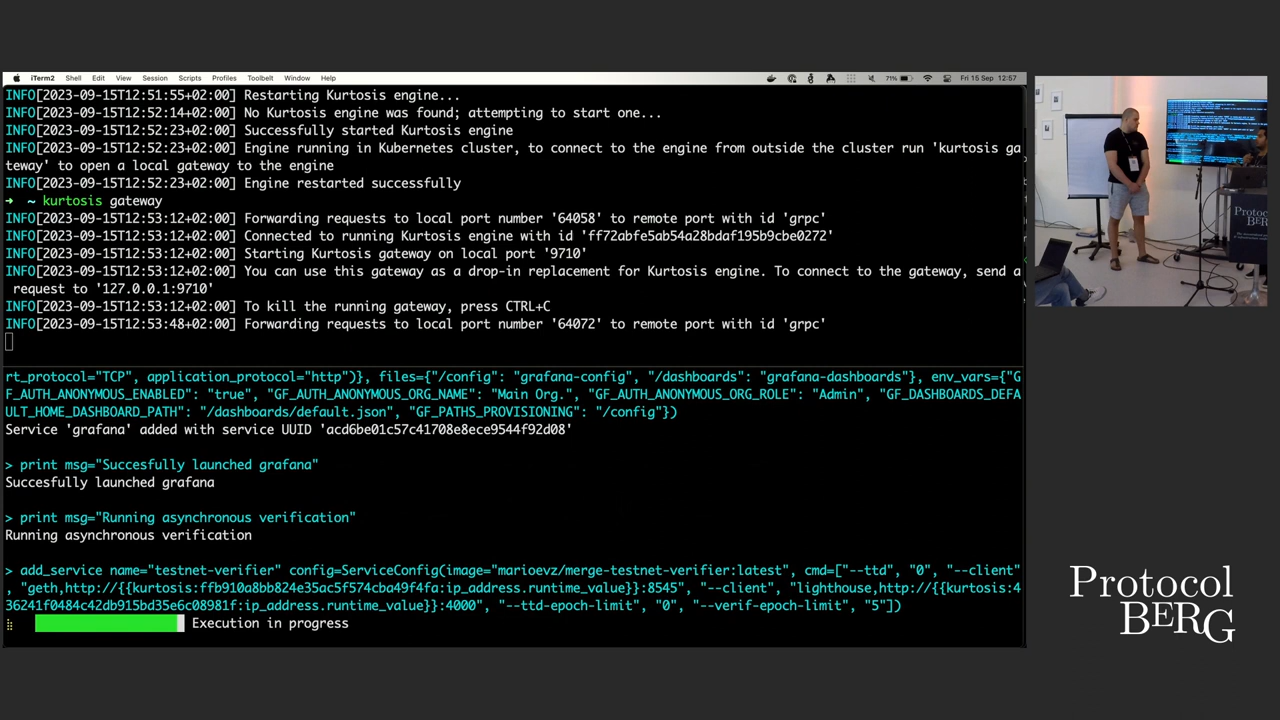 iTerm2 Shell Edit View Session Scripts Profiles Toolbelt Window Help 71% Fri 15 Sep 12:57
INFO[2023-09-15T12:51:55+02:00] Restarting Kurtosis engine...
INFO[2023-09-15T12:52:14+02:00] No Kurtosis engine was found; attempting to start one...
INFO[2023-09-15T12:52:23+02:00] Successfully started Kurtosis engine
INFO[2023-09-15T12:52:23+02:00] Engine running in Kubernetes cluster, to connect to the engine from outside the cluster run 'kurtosis ga
teway' to open a local gateway to the engine
INFO[2023-09-15T12:52:23+02:00] Engine restarted successfully
➜ ~ kurtosis gateway
INFO[2023-09-15T12:53:12+02:00] Forwarding requests to local port number '64058' to remote port with id 'grpc'
INFO[2023-09-15T12:53:12+02:00] Connected to running Kurtosis engine with id 'ff72abfe5ab54a28bdaf195b9cbe0272'
INFO[2023-09-15T12:53:12+02:00] Starting Kurtosis gateway on local port '9710'
INFO[2023-09-15T12:53:12+02:00] You can use this gateway as a drop-in replacement for Kurtosis engine. To connect to the gateway, send a
request to '127.0.0.1:9710'
INFO[2023-09-15T12:53:12+02:00] To kill the running gateway, press CTRL+C
INFO[2023-09-15T12:53:48+02:00] Forwarding requests to local port number '64072' to remote port with id 'grpc'
rt_protocol="TCP", application_protocol="http")}, files={"/config": "grafana-config", "/dashboards": "grafana-dashboards"}, env_vars={"G
F_AUTH_ANONYMOUS_ENABLED": "true", "GF_AUTH_ANONYMOUS_ORG_NAME": "Main Org.", "GF_AUTH_ANONYMOUS_ORG_ROLE": "Admin", "GF_DASHBOARDS_DEFA
ULT_HOME_DASHBOARD_PATH": "/dashboards/default.json", "GF_PATHS_PROVISIONING": "/config"})
Service 'grafana' added with service UUID 'acd6be01c57c41708e8ece9544f92d08'
> print msg="Succesfully launched grafana"
Succesfully launched grafana
> print msg="Running asynchronous verification"
Running asynchronous verification
> add_service name="testnet-verifier" config=ServiceConfig(image="marioevz/merge-testnet-verifier:latest", cmd=["--ttd", "0", "--client"
, "geth,http://{{kurtosis:ffb910a8bb824e35ac5f574cba49f4fa:ip_address.runtime_value}}:8545", "--client", "lighthouse,http://{{kurtosis:4
36241f0484c42db915bd35e6c08981f:ip_address.runtime_value}}:4000", "--ttd-epoch-limit", "0", "--verif-epoch-limit", "5"])
Execution in progress
Protocol
BERG
Protocol
BERG